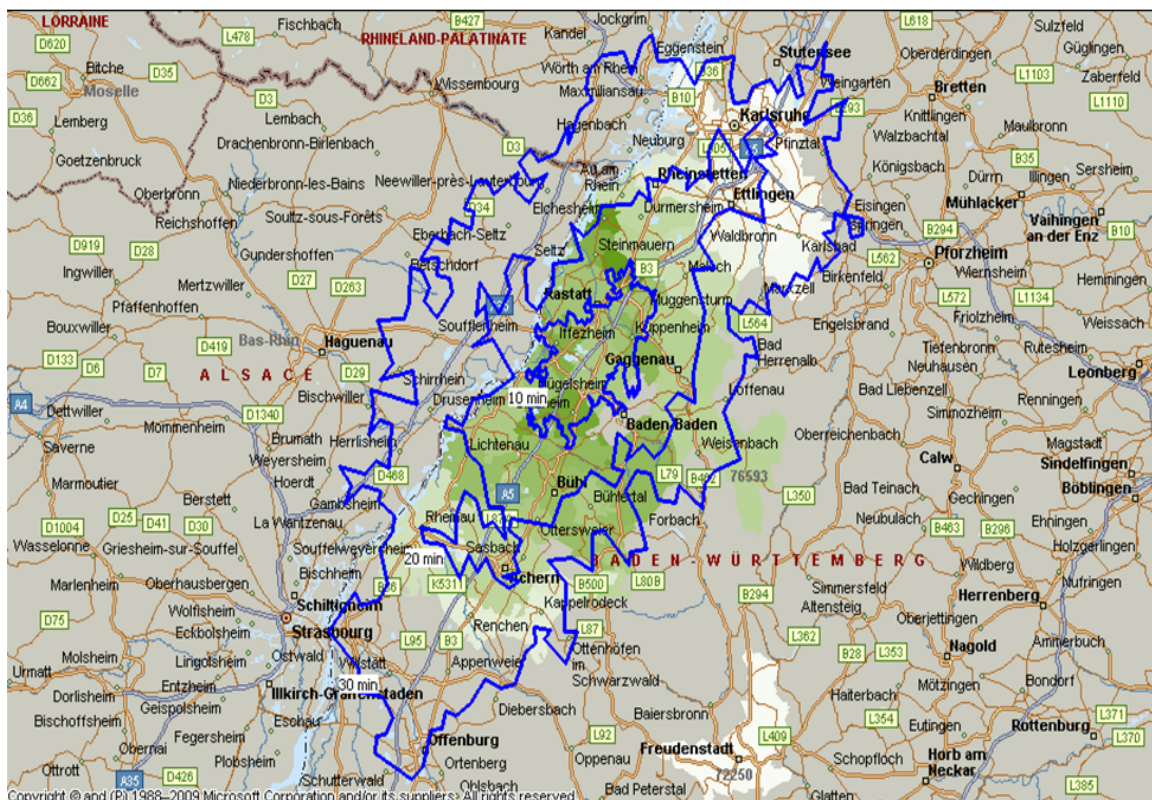 LORRAINE
B427
Jockgrim
L618
Sulzfeld
Fischbach
L478
Kandel
Eggenstein
Stutensee
Oberderdingen
Güglingen
D620
RHINELAND-PALATINATE
Bitche
D35
Wissembourg
Wörth am Rhein
B36
Weingarten
L1103
Zaberfeld
D662
Moselle
Maximiliansau
B10
Bretten
L1110
D3
B293
Knittlingen
D36
Lemberg
Lembach
Hagenbach
Karlsruhe
Maulbronn
Walzbachtal
Drachenbronn-Birlenbach
D3
Neuburg
Pfinztal
B35
Goetzenbruck
Königsbach
Sersheim
Niederbronn-les-Bains
Neewiller-près-Lauterbourg
Au am
Rhein
Rheinstetten
Dürrn
Illingen
Oberbronn
Ettlingen
Mühlacker
Reichshoffen
Soultz-sous-Forêts
D34
Elchesheim
Durmersheim
Eisingen
Vaihingen
an der Enz
Eberbach-Seltz
Waldbronn
Karlsbad
B294
B10
D919
D28
Gundershoffen
Seltz
Steinmauern
L562
Pforzheim
Ingwiller
Betschdorf
B3
Malsch
Birkenfeld
Wiernsheim
Hemmingen
Mertzwiller
D27
D263
Rastatt
Muggensturm
Marxzell
L572
L1134
Pfaffenhoffen
Friolzheim
Bouxwiller
Soufflenheim
Iffezheim
Kuppenheim
L564
Engelsbrand
Weissach
D419
Bas-Rhin
Haguenau
Tiefenbronn
Rutesheim
D133
D6
D7
Gaggenau
Bad
Herrenalb
Neuhausen
Leonberg
ALSACE
D29
Schirrhein
Hügelsheim
Loffenau
Bad Liebenzell
A4
Dettwiller
Bischwiller
Drusenheim
10 min
Renningen
D1340
Simmozheim
Mommenheim
Baden Baden
Saverne
Brumath
Herrlisheim
Lichtenau
Weisenbach
Oberreichenbach
Magstadt
Weyersheim
Calw
Sindelfingen
Marmoutier
Hoerdt
D468
L79
B462
76593
Bühl
Bad Teinach
Böblingen
Berstett
Gambsheim
A5
Bühlertal
L350
Gechingen
D1004
D25
D41
D30
La Wantzenau
Rheinau
Forbach
Neubulach
Ehningen
Wasselonne
Ottersweier
B463
B296
Griesheim-sur-Souffel
Souffelweyersheim
Sasbach
Holzgerlingen
20 min
BADEN-WÜRTTEMBERG
Wildberg
Marlenheim
Oberhausbergen
Bischheim
K531
Achern
B500
L80B
Simmersfeld
Nufringen
B294
Herrenberg
Wolfisheim
Schiltigheim
Kappelrodeck
Altensteig
D75
Eckbolsheim
Strasbourg
Renchen
L87
Oberjettingen
Ammerbuch
L95
B3
L362
Molsheim
Lingolsheim
Ostwald
Appenweier
Ottenhöfen
im
Schwarzwald
B28
L353
Nagold
Urmatt
Willstätt
Entzheim
30 min
Mötzingen
Bondorf
Dorlisheim
Illkirch-Graffenstaden
Haiterbach
Geispolsheim
Diebersbach
Baiersbronn
L354
L371
Bischoffsheim
Eschau
Eutingen
Rottenburg
Fegersheim
L92
L409
L370
Obernai
Offenburg
Freudenstadt
Horb am
Neckar
Plobsheim
Ortenberg
Oppenau
Schopfloch
Ottrott
A35
D426
72250
Schutterwald
Ohlsbach
Bad Peterstal
Glatten
L385
Copyright © and (P) 1988–2009 Microsoft Corporation and/or its suppliers. All rights reserved.